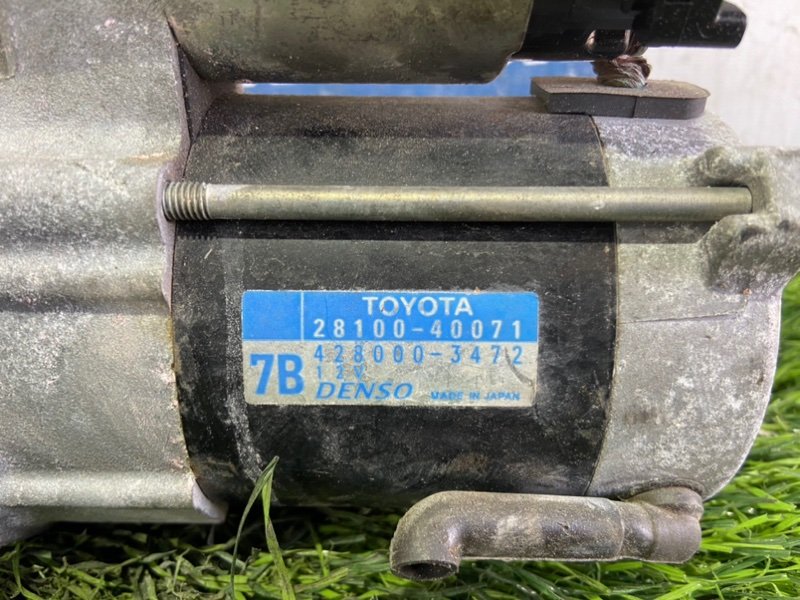 TOYOTA
28100-40071
428000-3472
7B
12V
DENSO MADE IN JAPAN